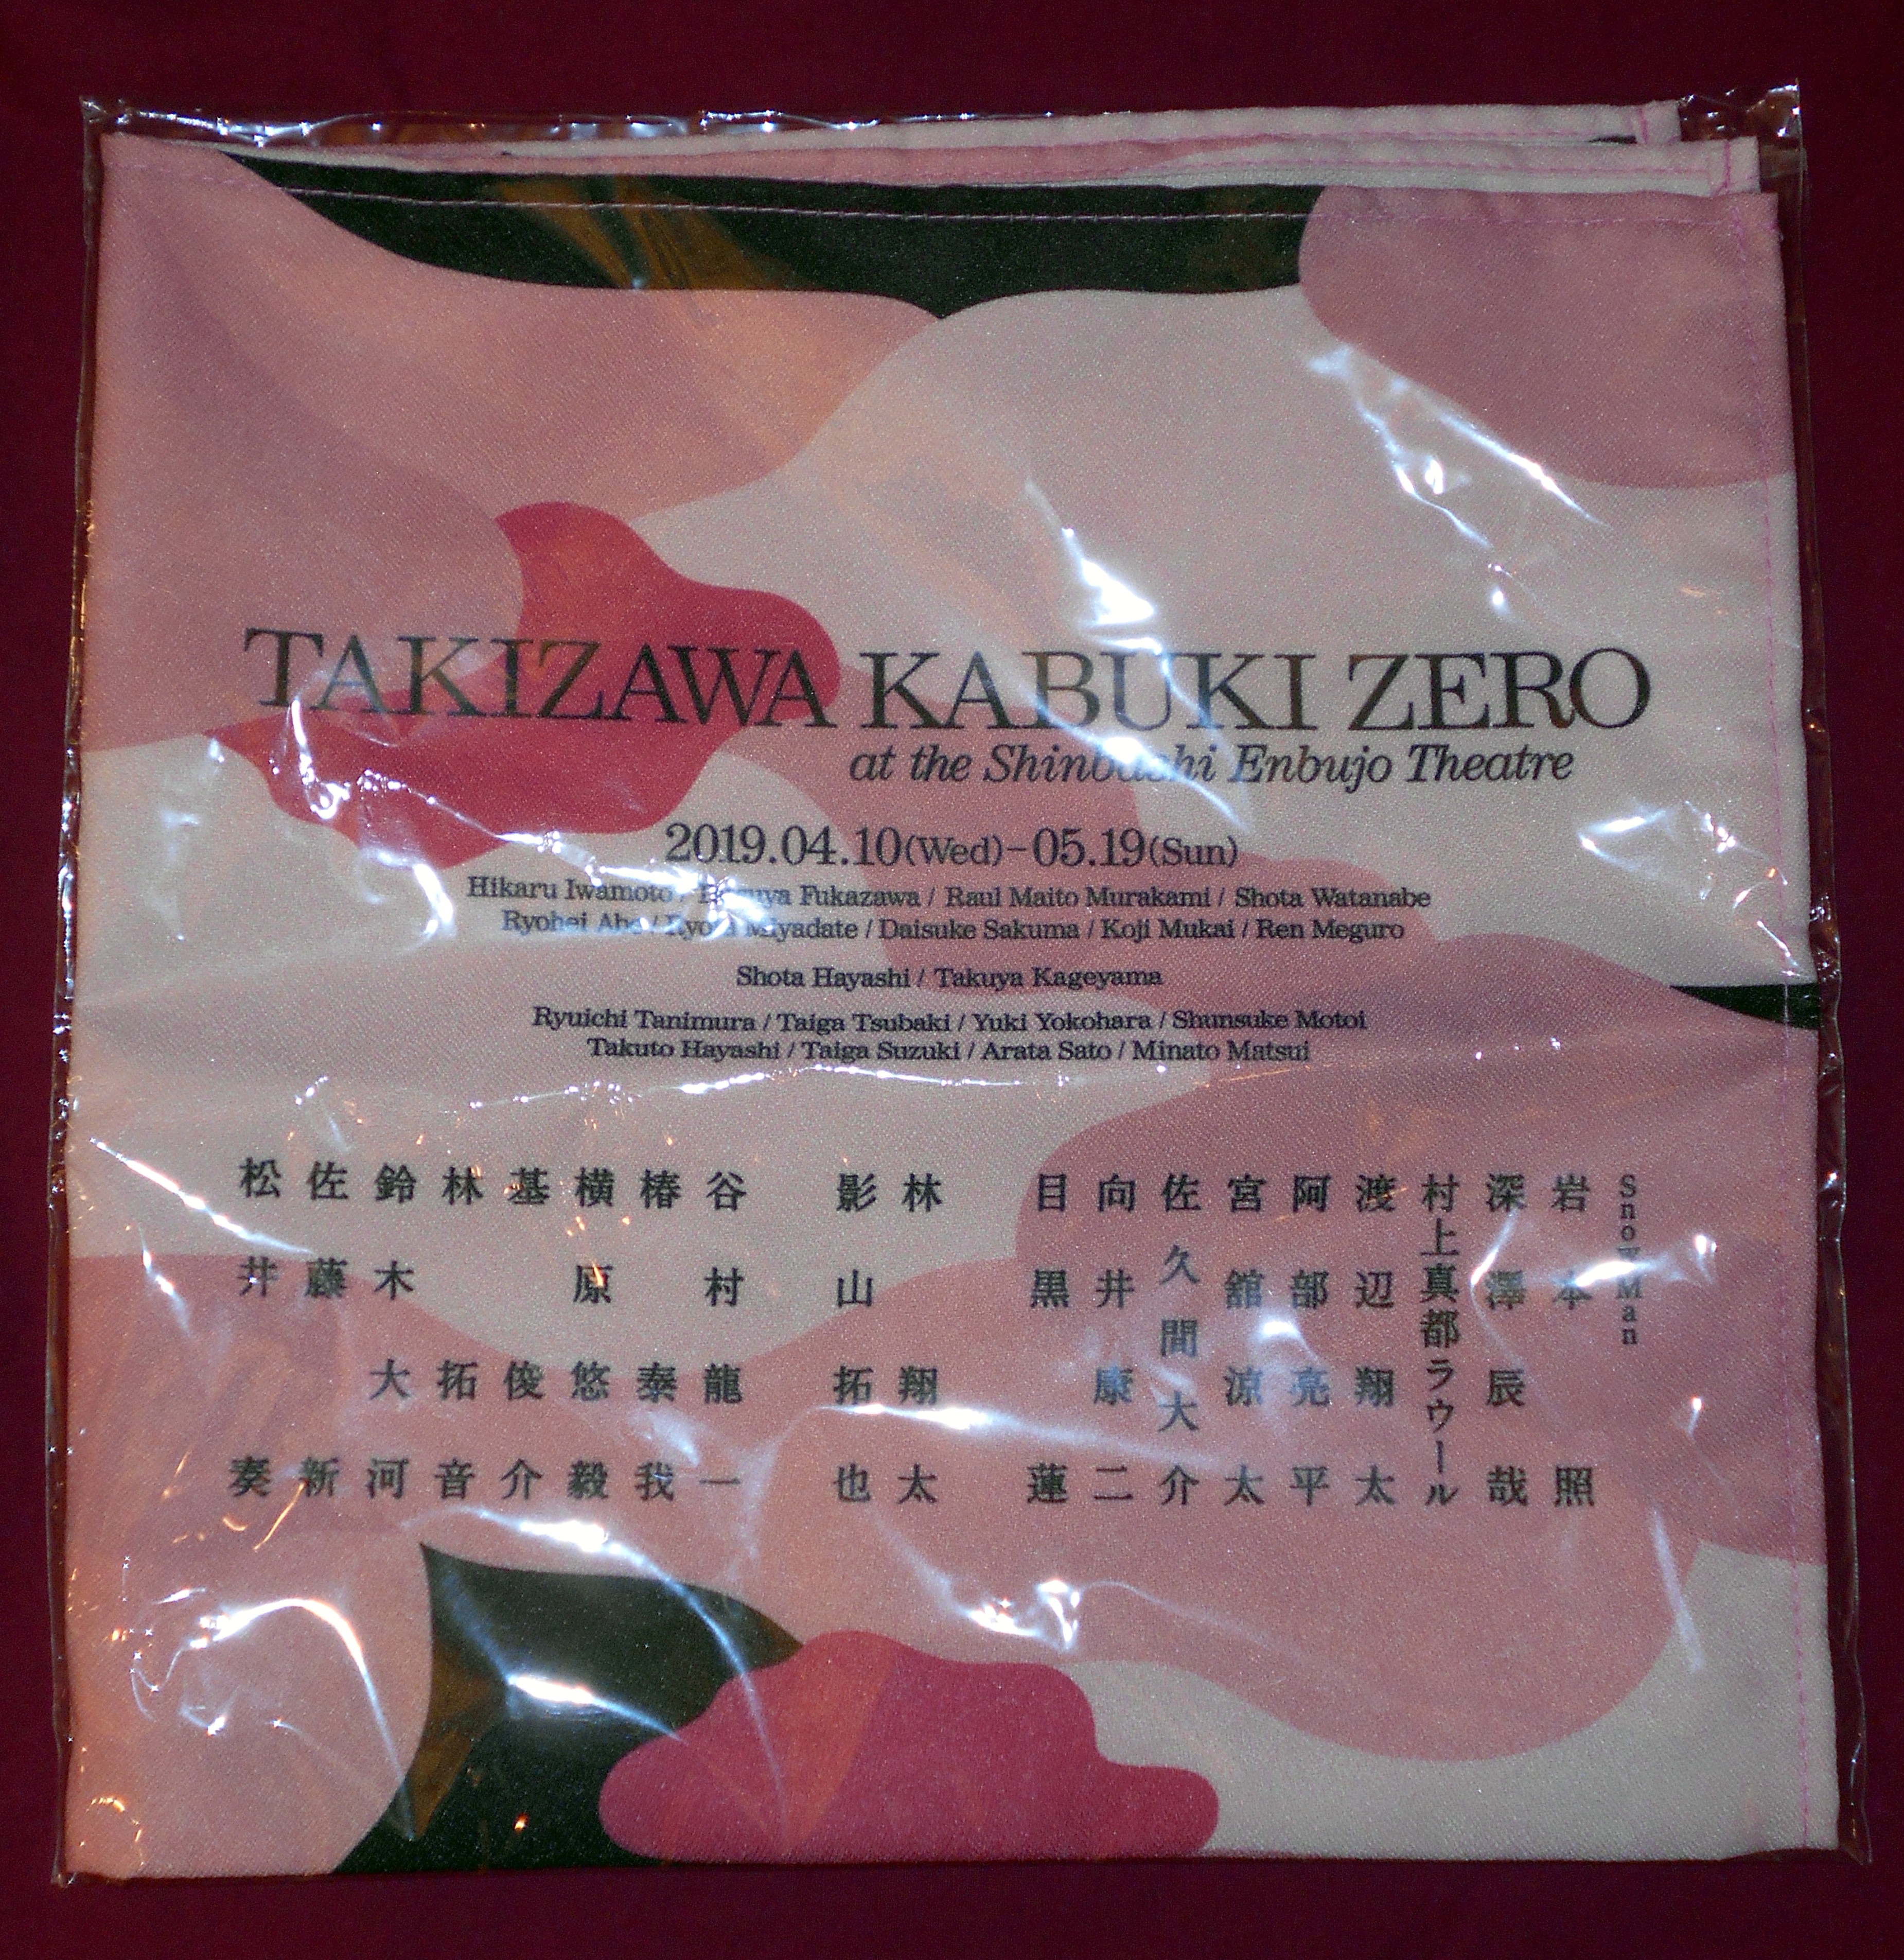 TAKIZAWA KABUKI ZERO
at the Shinbashi Enbujo Theatre
2019.04.10(Wed)-05.19(Sun)
Hikaru Iwamoto / Fukazawa / Raul Maito Murakami / Shota Watanabe
Ryohei Abe / Ryota Miyadate / Daisuke Sakuma / Koji Mukai / Ren Meguro
Shota Hayashi / Takuya Kageyama
Ryuichi Tanimura / Taiga Tsubaki / Yuki Yokohara / Shunsuke Motoi
Takuto Hayashi / Taiga Suzuki / Arata Sato / Minato Matsui
Snow Man
岩本照
深澤辰哉
村上真都ラウール
渡辺翔太
阿部亮平
宮舘涼太
佐久間大介
向井康二
目黒蓮
林翔太
影山拓也
谷村龍一
椿泰我
横原悠毅
基俊介
林拓音
鈴木大河
佐藤新
松井奏